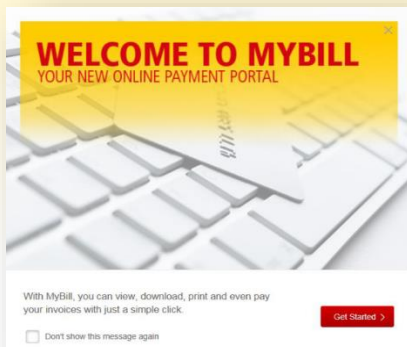 WELCOME TO MYBILL
YOUR NEW ONLINE PAYMENT PORTAL
With MyBill, you can view, download, print and even pay
your invoices with just a simple click.
Get Started >
Don't show this message again